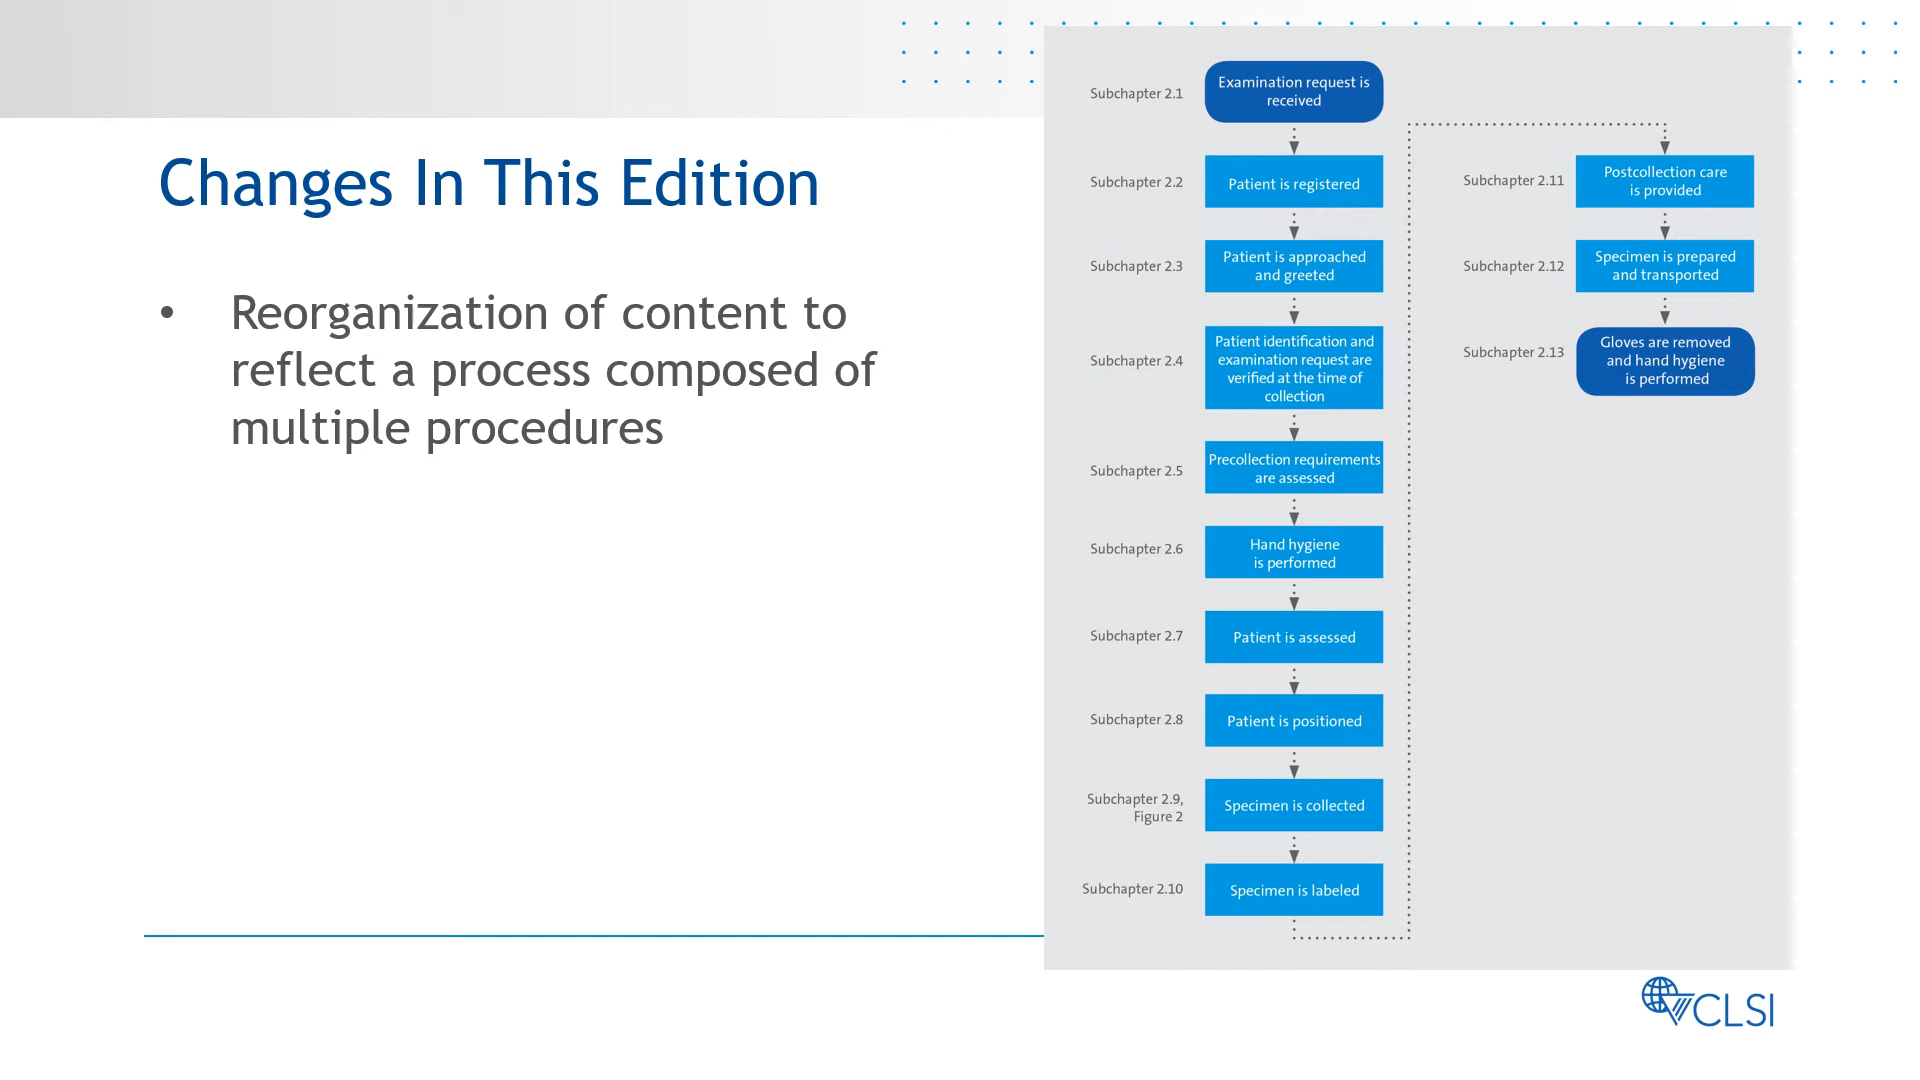 Changes In This Edition
• Reorganization of content to
reflect a process composed of
multiple procedures
Subchapter 2.1
Examination request is
received
Subchapter 2.2
Patient is registered
Subchapter 2.3
Patient is approached
and greeted
Subchapter 2.4
Patient identification and
examination request are
verified at the time of
collection
Subchapter 2.5
Precollection requirements
are assessed
Subchapter 2.6
Hand hygiene
is performed
Subchapter 2.7
Patient is assessed
Subchapter 2.8
Patient is positioned
Subchapter 2.9,
Figure 2
Specimen is collected
Subchapter 2.10
Specimen is labeled
Subchapter 2.11
Postcollection care
is provided
Subchapter 2.12
Specimen is prepared
and transported
Subchapter 2.13
Gloves are removed
and hand hygiene
is performed
CLSI